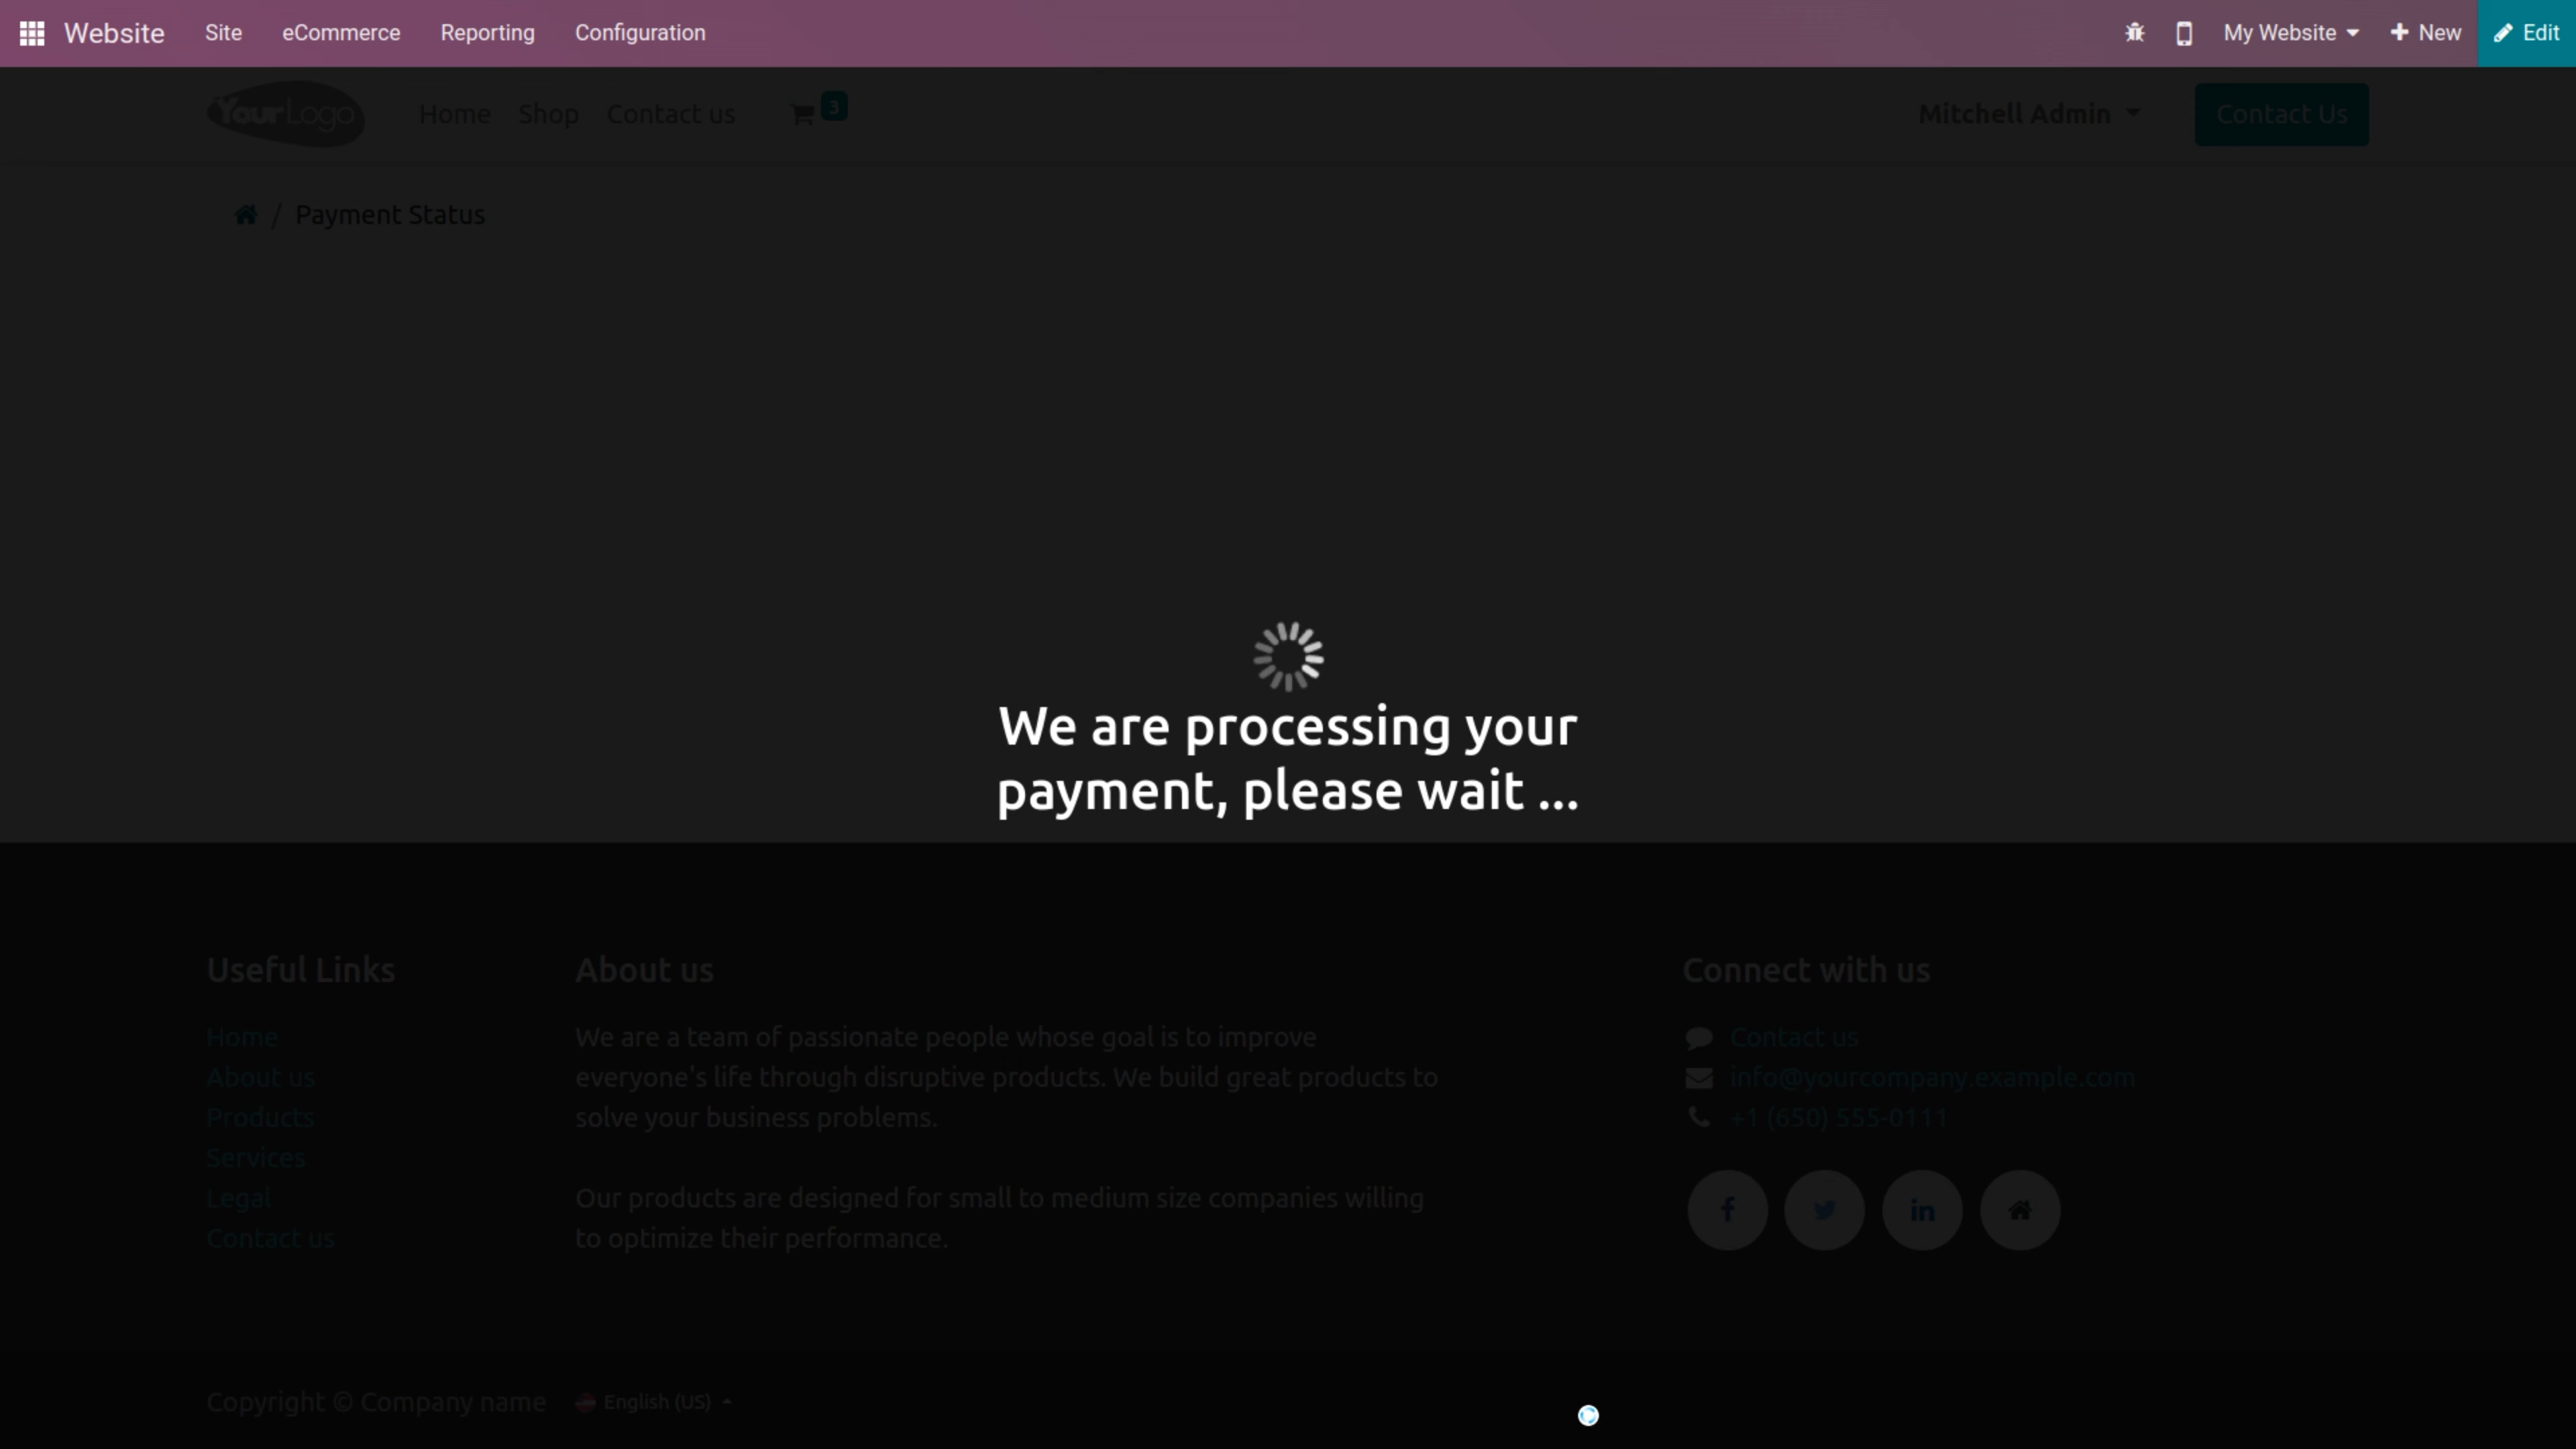 Website Site eCommerce Reporting Configuration My Website New Edit
YourLogo Home Shop Contact us 3 Mitchell Admin Contact Us
/ Payment Status
We are processing your
payment, please wait ...
Useful Links
Home
About us
Products
Services
Legal
Contact us
About us
We are a team of passionate people whose goal is to improve
everyone's life through disruptive products. We build great products to
solve your business problems.
Our products are designed for small to medium size companies willing
to optimize their performance.
Connect with us
Contact us
info@yourcompany.example.com
+1 (650) 555-0111
Copyright © Company name English (US)